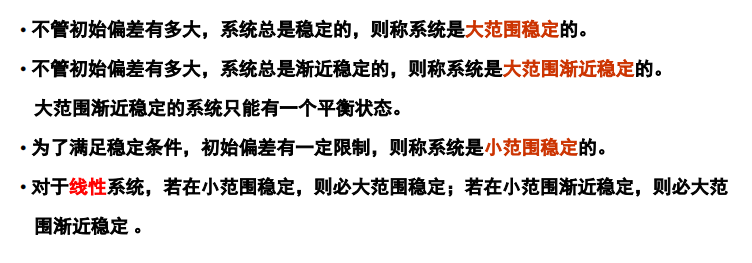 • 不管初始偏差有多大，系统总是稳定的，则称系统是大范围稳定的。
• 不管初始偏差有多大，系统总是渐近稳定的，则称系统是大范围渐近稳定的。
大范围渐近稳定的系统只能有一个平衡状态。
• 为了满足稳定条件，初始偏差有一定限制，则称系统是小范围稳定的。
• 对于线性系统，若在小范围稳定，则必大范围稳定；若在小范围渐近稳定，则必大范
围渐近稳定 。